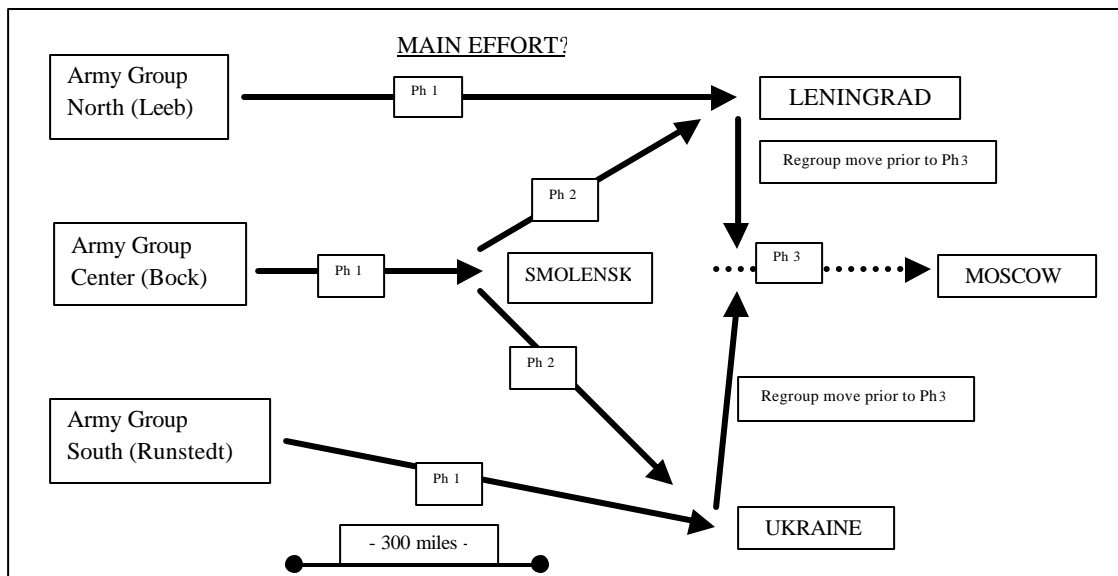 MAIN EFFORT?
Army Group
North (Leeb)
Ph 1
LENINGRAD
Regroup move prior to Ph3
Ph 2
Army Group
Center (Bock)
Ph 1
SMOLENSK
Ph 3
MOSCOW
Ph 2
Regroup move prior to Ph3
Army Group
South (Runstedt)
Ph 1
UKRAINE
- 300 miles -